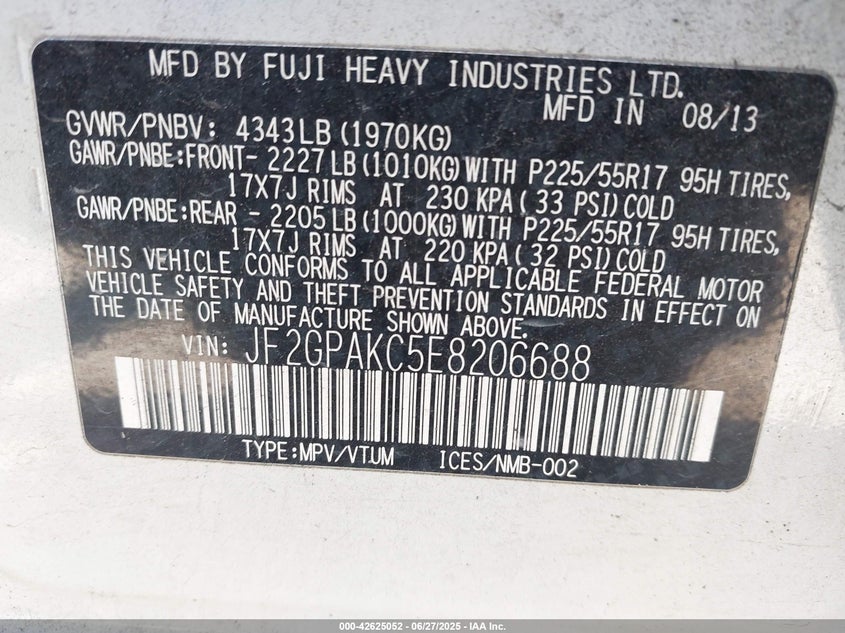 MFD BY FUJI HEAVY INDUSTRIES LTD.
MFD IN 08/13
GVWR/PNBV: 4343LB (1970KG)
GAWR/PNBE:FRONT- 2227LB(1010KG)WITH P225/55R17 95H TIRES,
17X7J RIMS AT 230 KPA( 33 PSI)COLD
GAWR/PNBE:REAR - 2205LB(1000KG)WITH P225/55R17 95H TIRES,
17X7J RIMS AT 220 KPA( 32 PSI)COLD
THIS VEHICLE CONFORMS TO ALL APPLICABLE FEDERAL MOTOR
VEHICLE SAFETY AND THEFT PREVENTION STANDARDS IN EFFECT ON
THE DATE OF MANUFACTURE SHOWN ABOVE.
VIN: JF2GPAKC5E8206688
TYPE:MPV/VTUM ICES/NMB-002
000-42625052 - 06/27/2025 - IAA Inc.